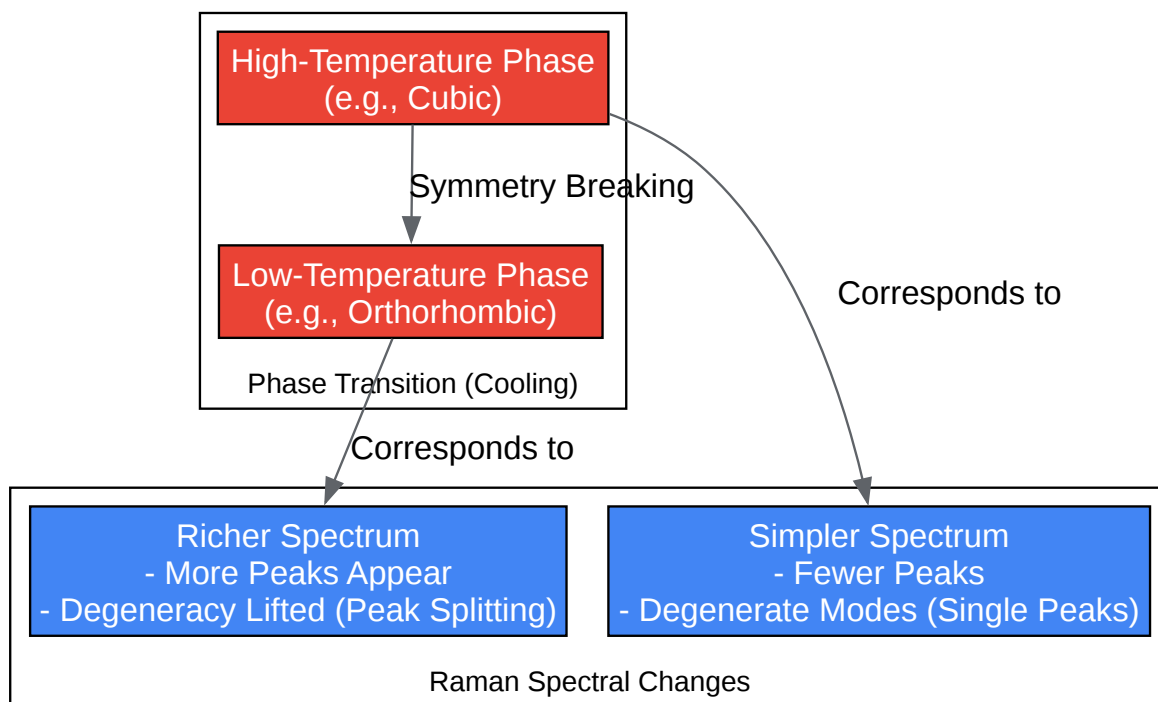 High-Temperature Phase
(e.g., Cubic)
Symmetry Breaking
Low-Temperature Phase
(e.g., Orthorhombic)
Corresponds to
Phase Transition (Cooling)
Corresponds to
Richer Spectrum
- More Peaks Appear
- Degeneracy Lifted (Peak Splitting)
Simpler Spectrum
- Fewer Peaks
- Degenerate Modes (Single Peaks)
Raman Spectral Changes